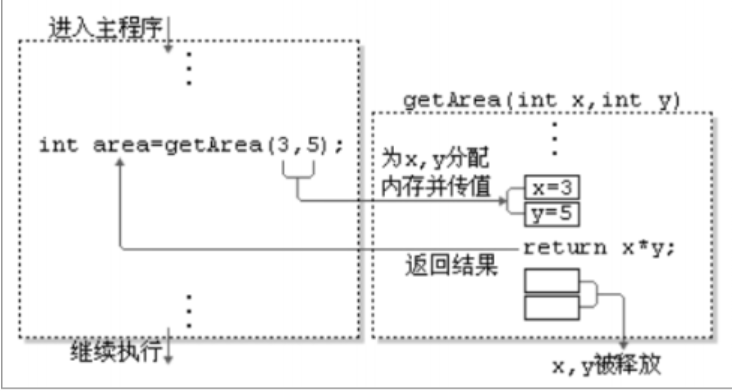 进入主程序
getArea(int x,int y)
int area=getArea(3,5);
为x,y分配
内存并传值
x=3
y=5
return x*y;
返回结果
继续执行
x,y被释放